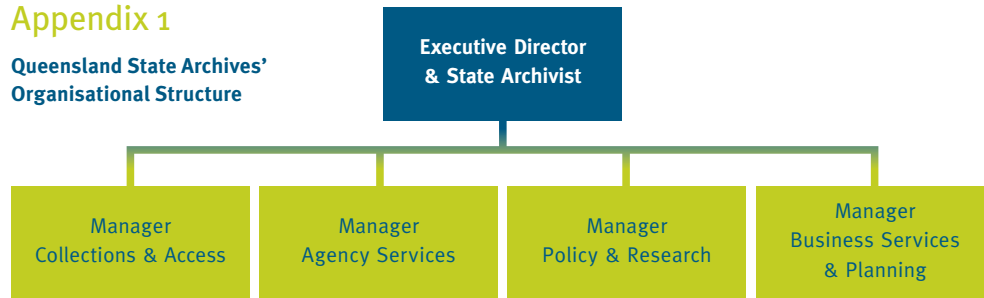 Appendix 1
Queensland State Archives'
Organisational Structure
Executive Director
& State Archivist
Manager
Collections & Access
Manager
Agency Services
Manager
Policy & Research
Manager
Business Services
& Planning